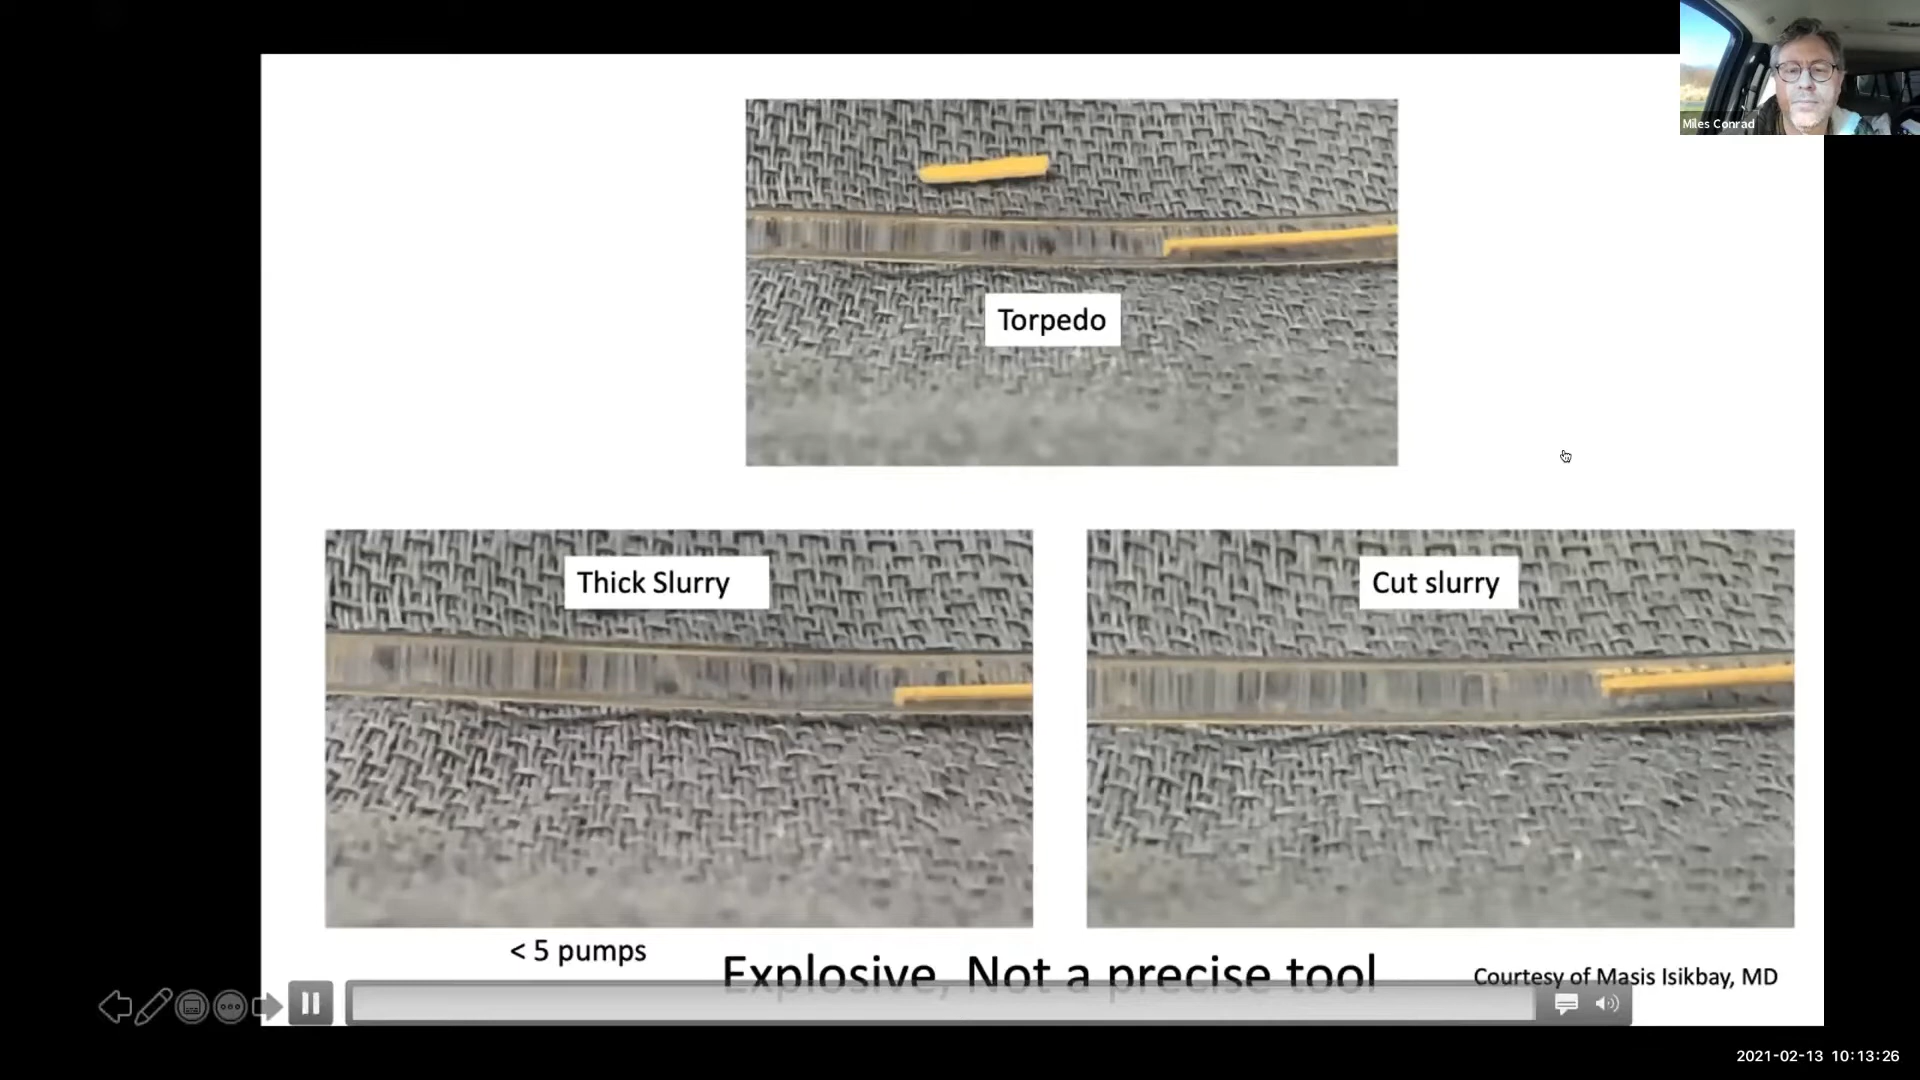 Miles Conrad
Torpedo
Thick Slurry
Cut slurry
< 5 pumps
Explosive, Not a precise tool
Courtesy of Masis Isikbay, MD
2021-02-13 10:13:26